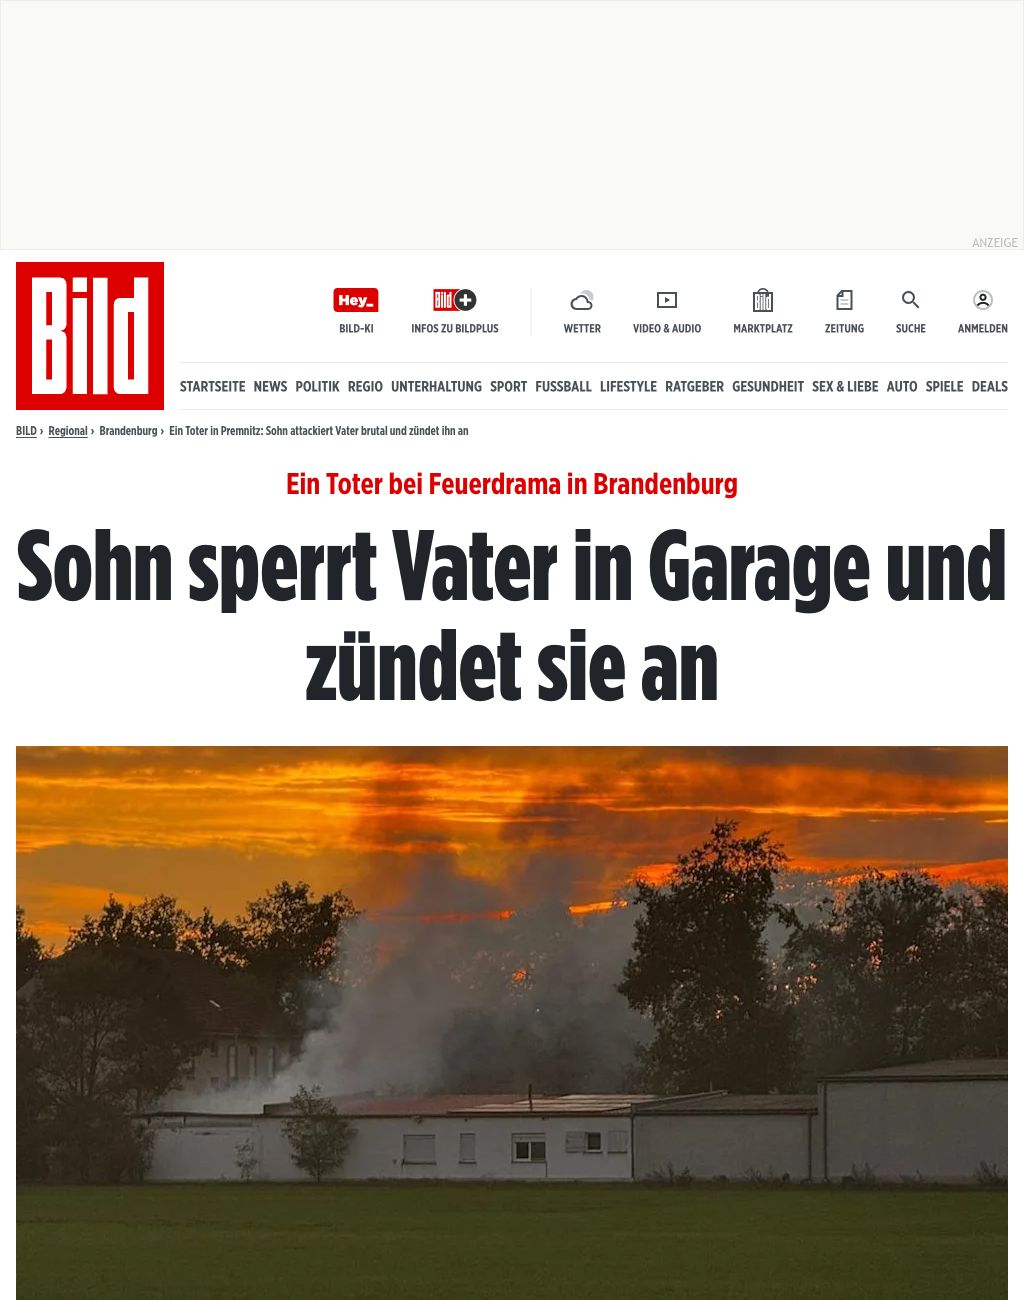 ANZEIGE
Bild
Hey_
BILD-KI
Bild
INFOS ZU BILDPLUS
WETTER
VIDEO & AUDIO
Bild
MARKTPLATZ
ZEITUNG
SUCHE
ANMELDEN
STARTSEITE NEWS POLITIK REGIO UNTERHALTUNG SPORT FUSSBALL LIFESTYLE RATGEBER GESUNDHEIT SEX & LIEBE AUTO SPIELE DEALS
BILD › Regional › Brandenburg › Ein Toter in Premnitz: Sohn attackiert Vater brutal und zündet ihn an
Ein Toter bei Feuerdrama in Brandenburg
Sohn sperrt Vater in Garage und
zündet sie an